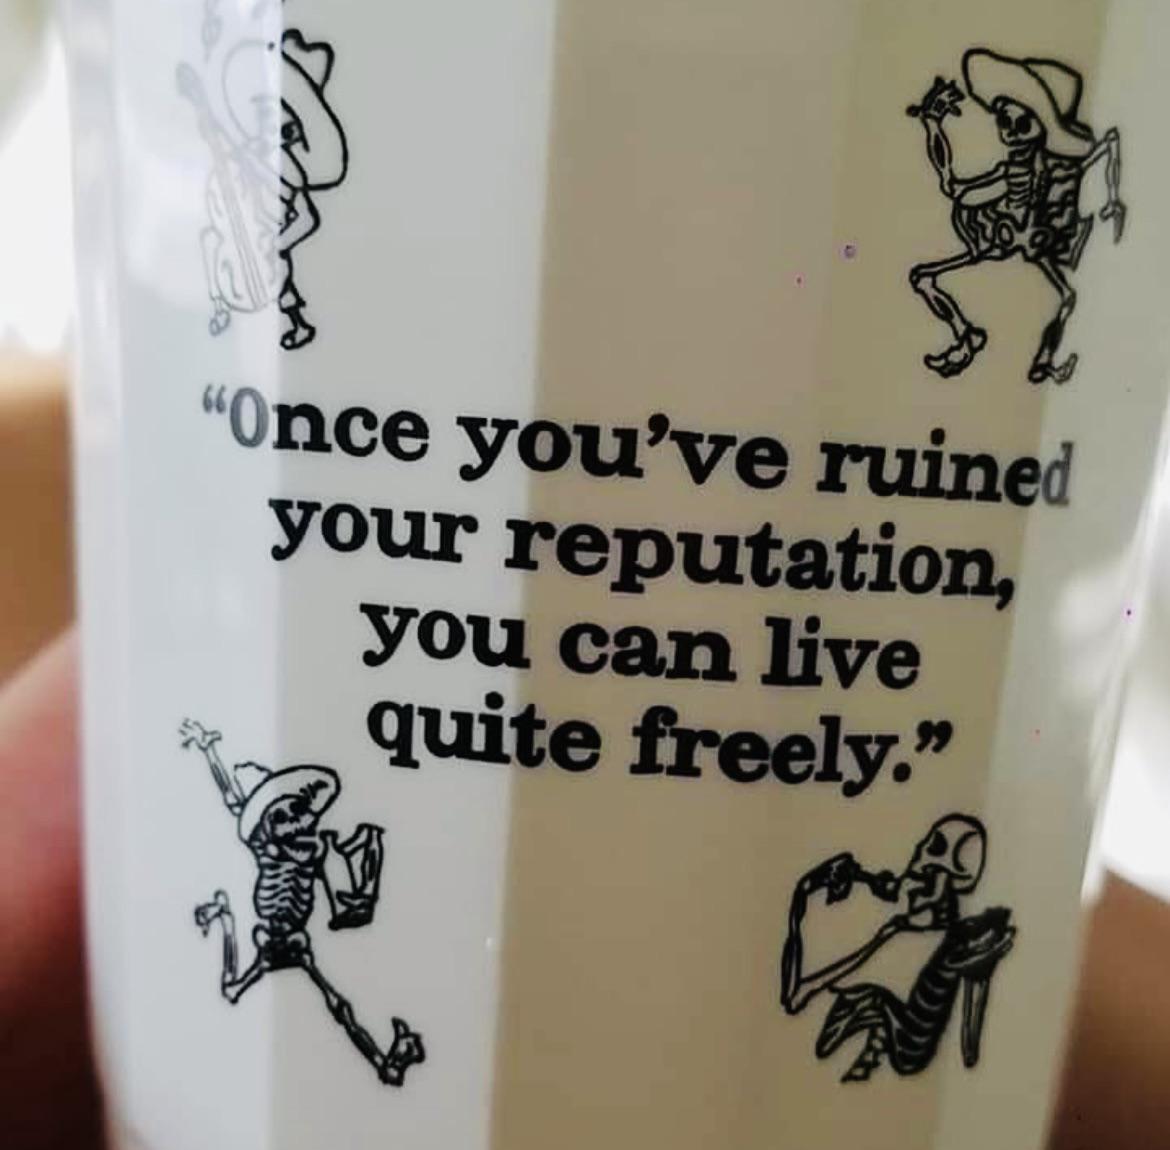 “Once you’ve ruined
your reputation,
you can live
quite freely.”